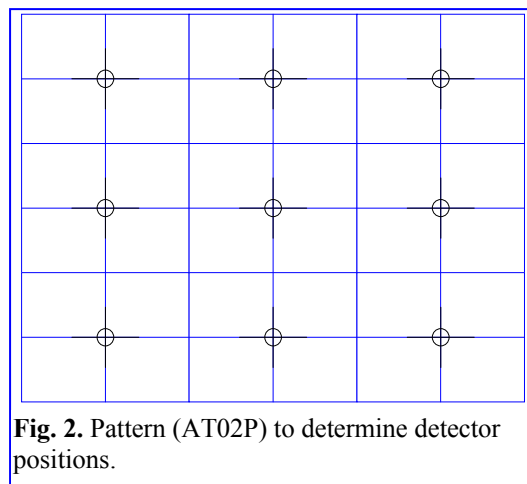 Fig. 2. Pattern (AT02P) to determine detector
positions.